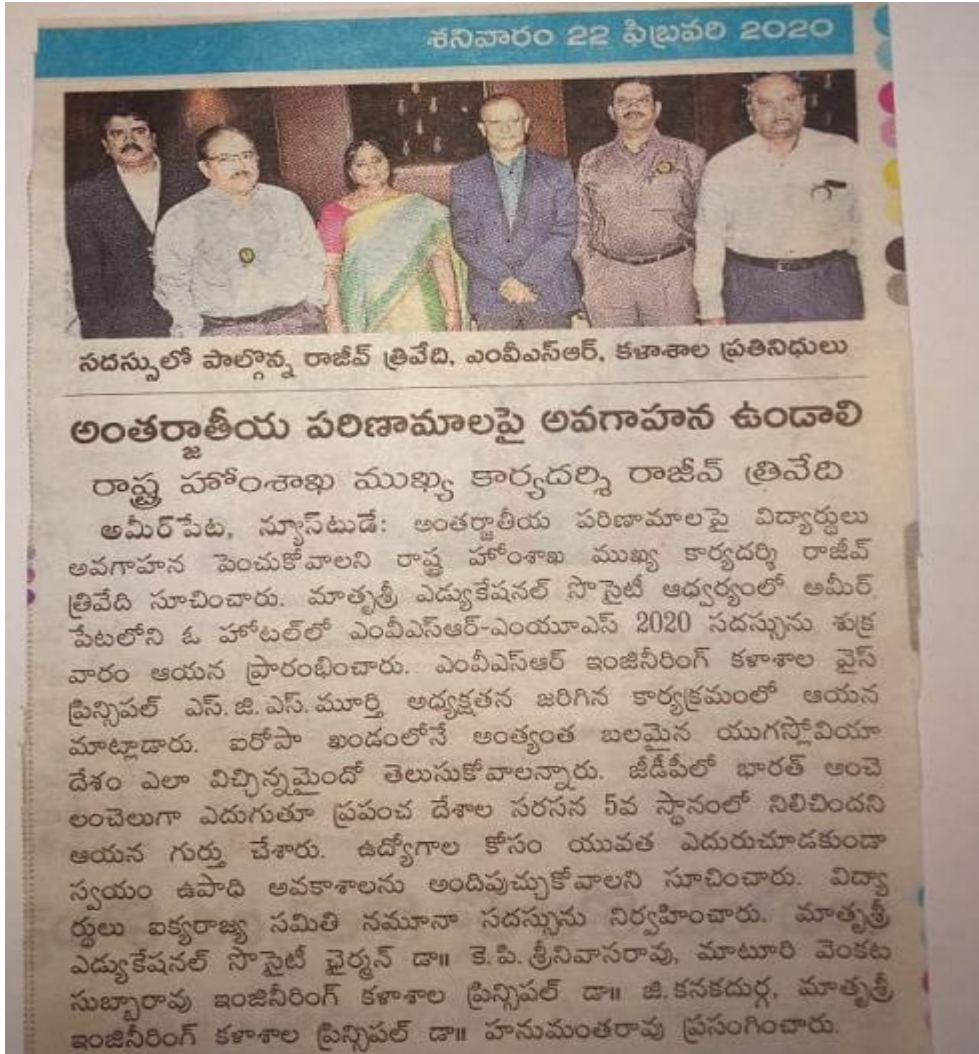 శనివారం 22 ఫిబ్రవరి 2020
సదస్సులో పాల్గొన్న రాజీవ్ త్రివేది, ఎంవీఎస్ఆర్, కళాశాల ప్రతినిధులు
అంతర్జాతీయ పరిణామాలపై అవగాహన ఉండాలి
రాష్ట్ర హోంశాఖ ముఖ్య కార్యదర్శి రాజీవ్ త్రివేది
అమీర్‌పేట, న్యూస్‌టుడే: అంతర్జాతీయ పరిణామాలపై విద్యార్థులు
అవగాహన పెంచుకోవాలని రాష్ట్ర హోంశాఖ ముఖ్య కార్యదర్శి రాజీవ్
త్రివేది సూచించారు. మాతృశ్రీ ఎడ్యుకేషనల్ సొసైటీ ఆధ్వర్యంలో అమీర్
పేటలోని ఓ హోటల్‌లో ఎంవీఎస్ఆర్-ఎంయూఎస్ 2020 సదస్సును శుక్ర
వారం ఆయన ప్రారంభించారు. ఎంవీఎస్ఆర్ ఇంజినీరింగ్ కళాశాల వైస్
ప్రిన్సిపల్ ఎస్.జి.ఎస్.మూర్తి అధ్యక్షతన జరిగిన కార్యక్రమంలో ఆయన
మాట్లాడారు. ఐరోపా ఖండంలోనే ఆంత్యంత బలమైన యుగస్లోవియా
దేశం ఎలా విచ్ఛిన్నమైందో తెలుసుకోవాలన్నారు. జీడీపీలో భారత్ అంచె
లంచెలుగా ఎదుగుతూ ప్రపంచ దేశాల సరసన 5వ స్థానంలో నిలిచిందని
ఆయన గుర్తు చేశారు. ఉద్యోగాల కోసం యువత ఎదురుచూడకుండా
స్వయం ఉపాధి అవకాశాలను అందిపుచ్చుకోవాలని సూచించారు. విద్యా
ర్థులు ఐక్యరాజ్య సమితి నమూనా సదస్సును నిర్వహించారు. మాతృశ్రీ
ఎడ్యుకేషనల్ సొసైటీ ఛైర్మన్ డా॥ కె.పి.శ్రీనివాసరావు, మాటూరి వెంకట
సుబ్బారావు ఇంజినీరింగ్ కళాశాల ప్రిన్సిపల్ డా॥ జి.కనకదుర్గ, మాతృశ్రీ
ఇంజినీరింగ్ కళాశాల ప్రిన్సిపల్ డా॥ హనుమంతరావు ప్రసంగించారు.